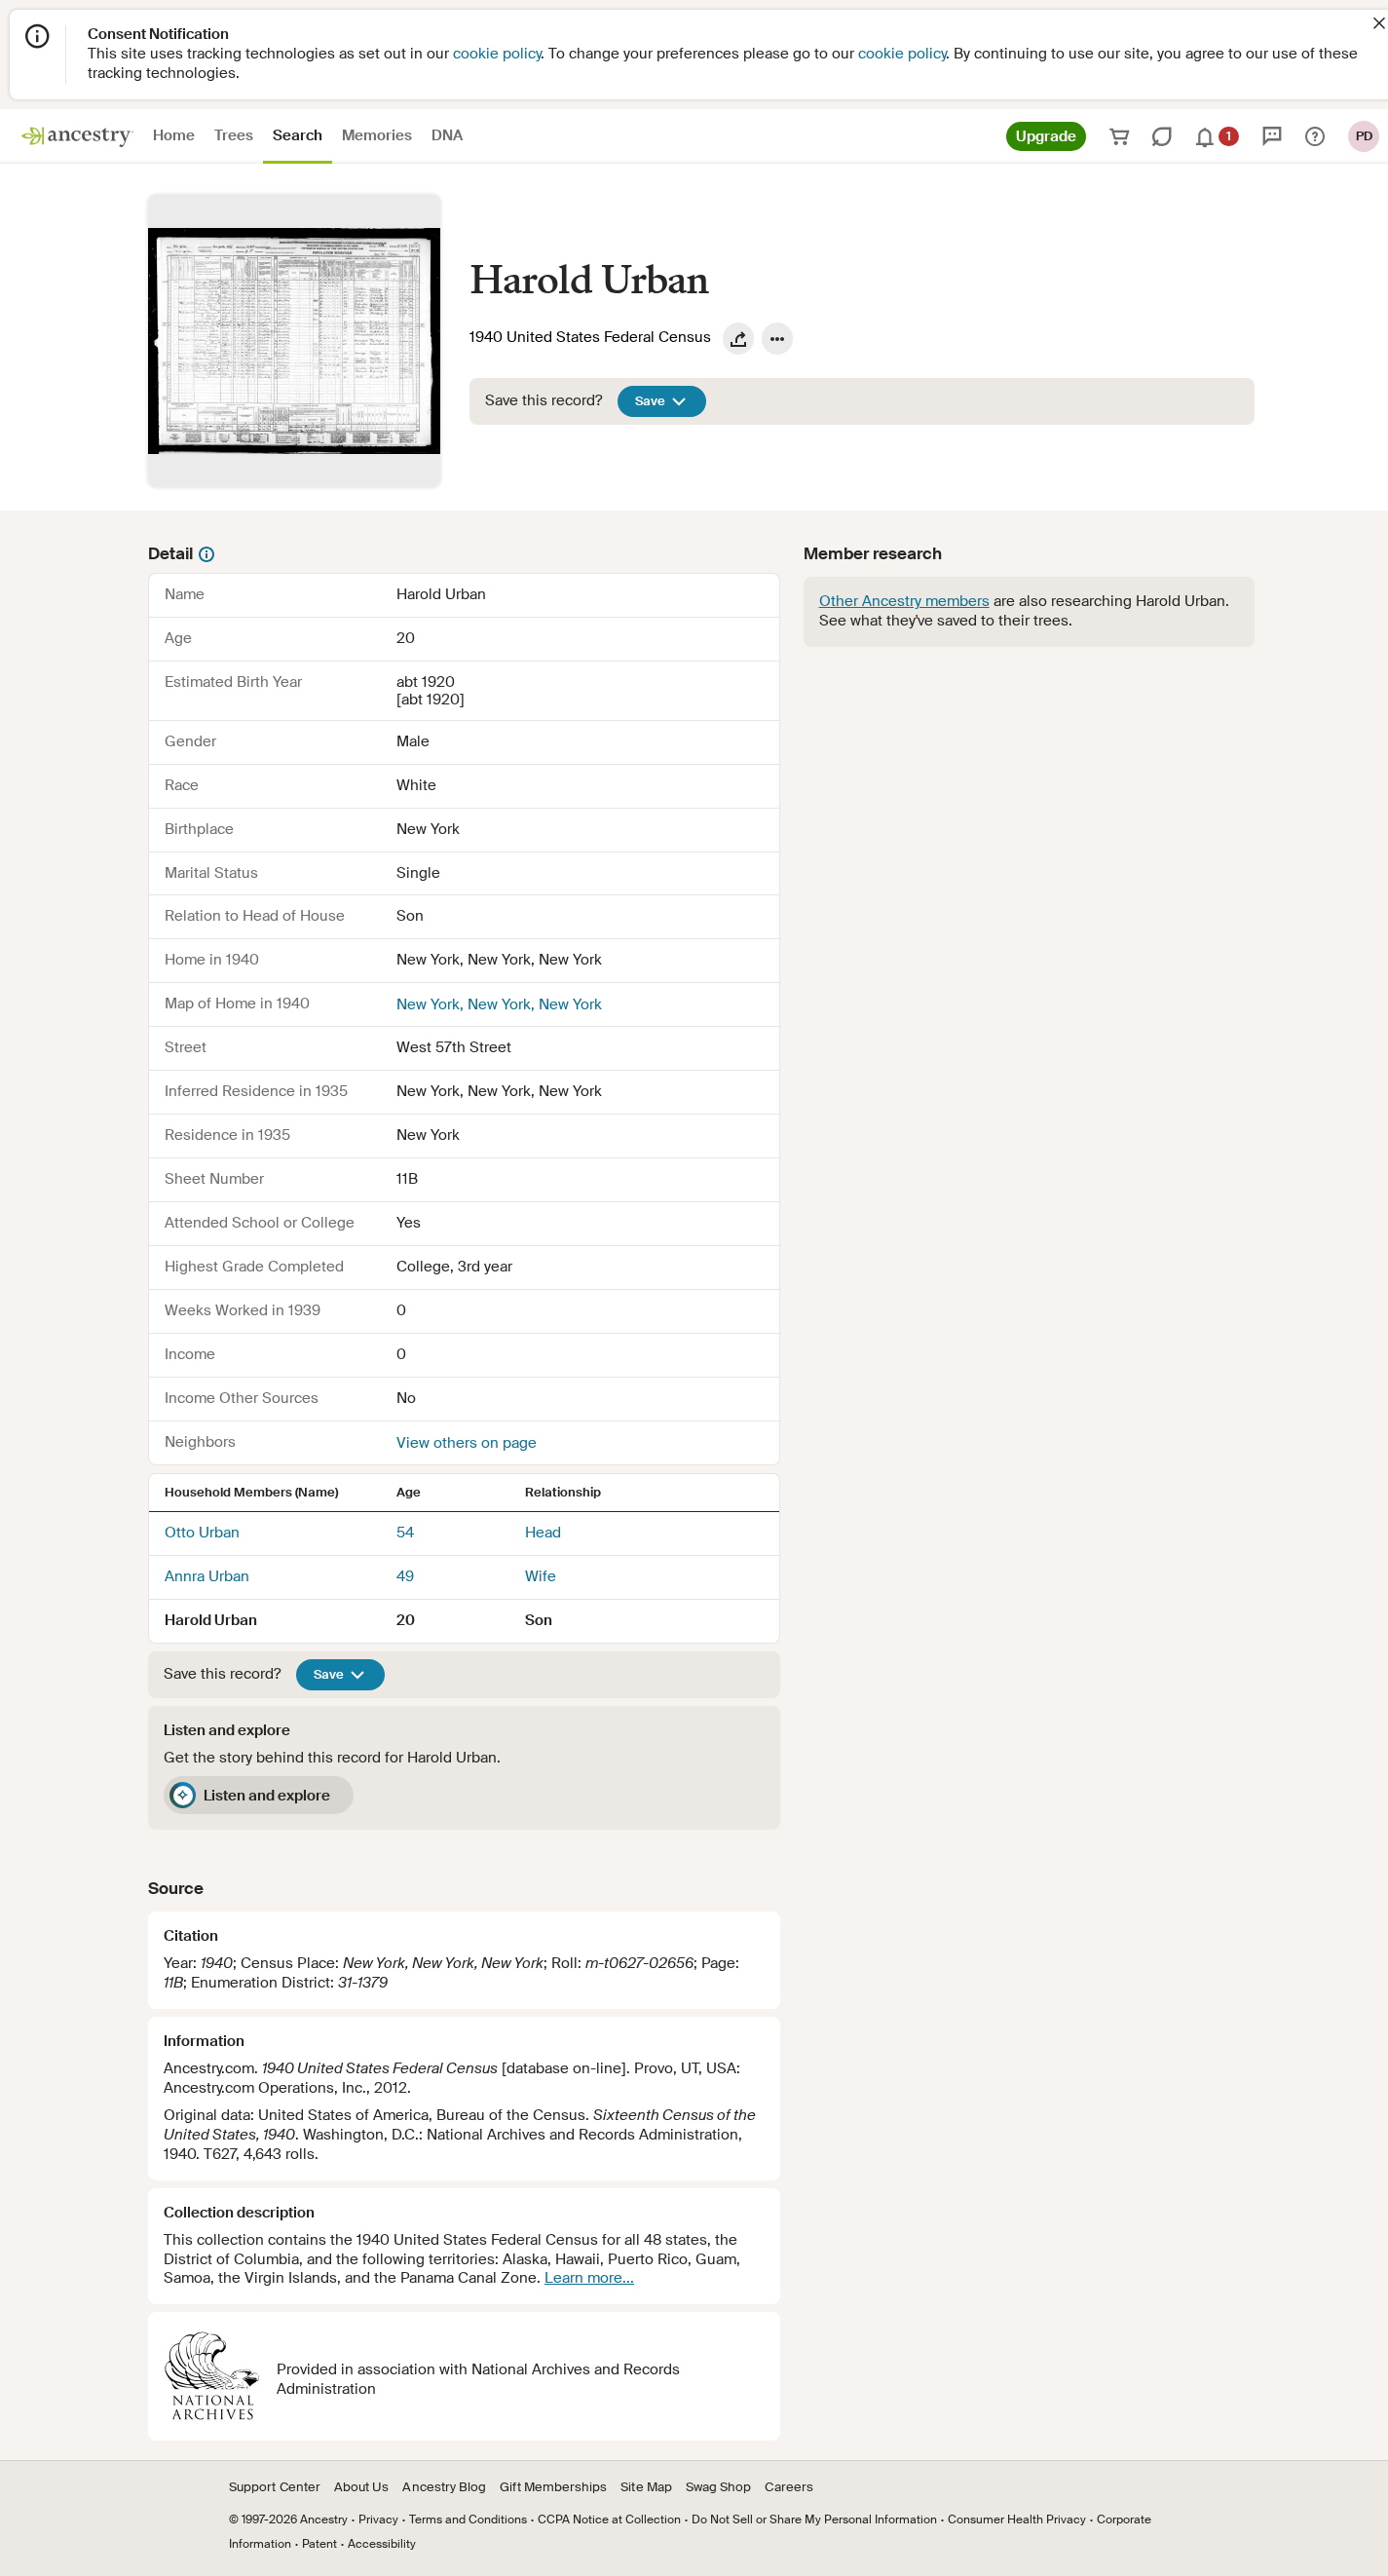 Consent Notification
This site uses tracking technologies as set out in our cookie policy. To change your preferences please go to our cookie policy. By continuing to use our site, you agree to our use of these
tracking technologies.
ancestry Home Trees Search Memories DNA Upgrade 1 PD
Harold Urban
1940 United States Federal Census
Save this record? Save
Detail
Name Harold Urban
Age 20
Estimated Birth Year abt 1920
[abt 1920]
Gender Male
Race White
Birthplace New York
Marital Status Single
Relation to Head of House Son
Home in 1940 New York, New York, New York
Map of Home in 1940 New York, New York, New York
Street West 57th Street
Inferred Residence in 1935 New York, New York, New York
Residence in 1935 New York
Sheet Number 11B
Attended School or College Yes
Highest Grade Completed College, 3rd year
Weeks Worked in 1939 0
Income 0
Income Other Sources No
Neighbors View others on page
Household Members (Name) Age Relationship
Otto Urban 54 Head
Annra Urban 49 Wife
Harold Urban 20 Son
Save this record? Save
Listen and explore
Get the story behind this record for Harold Urban.
Listen and explore
Member research
Other Ancestry members are also researching Harold Urban.
See what they've saved to their trees.
Source
Citation
Year: 1940; Census Place: New York, New York, New York; Roll: m-t0627-02656; Page:
11B; Enumeration District: 31-1379
Information
Ancestry.com. 1940 United States Federal Census [database on-line]. Provo, UT, USA:
Ancestry.com Operations, Inc., 2012.
Original data: United States of America, Bureau of the Census. Sixteenth Census of the
United States, 1940. Washington, D.C.: National Archives and Records Administration,
1940. T627, 4,643 rolls.
Collection description
This collection contains the 1940 United States Federal Census for all 48 states, the
District of Columbia, and the following territories: Alaska, Hawaii, Puerto Rico, Guam,
Samoa, the Virgin Islands, and the Panama Canal Zone. Learn more...
NATIONAL
ARCHIVES
Provided in association with National Archives and Records
Administration
Support Center About Us Ancestry Blog Gift Memberships Site Map Swag Shop Careers
© 1997-2026 Ancestry · Privacy · Terms and Conditions · CCPA Notice at Collection · Do Not Sell or Share My Personal Information · Consumer Health Privacy · Corporate
Information · Patent · Accessibility